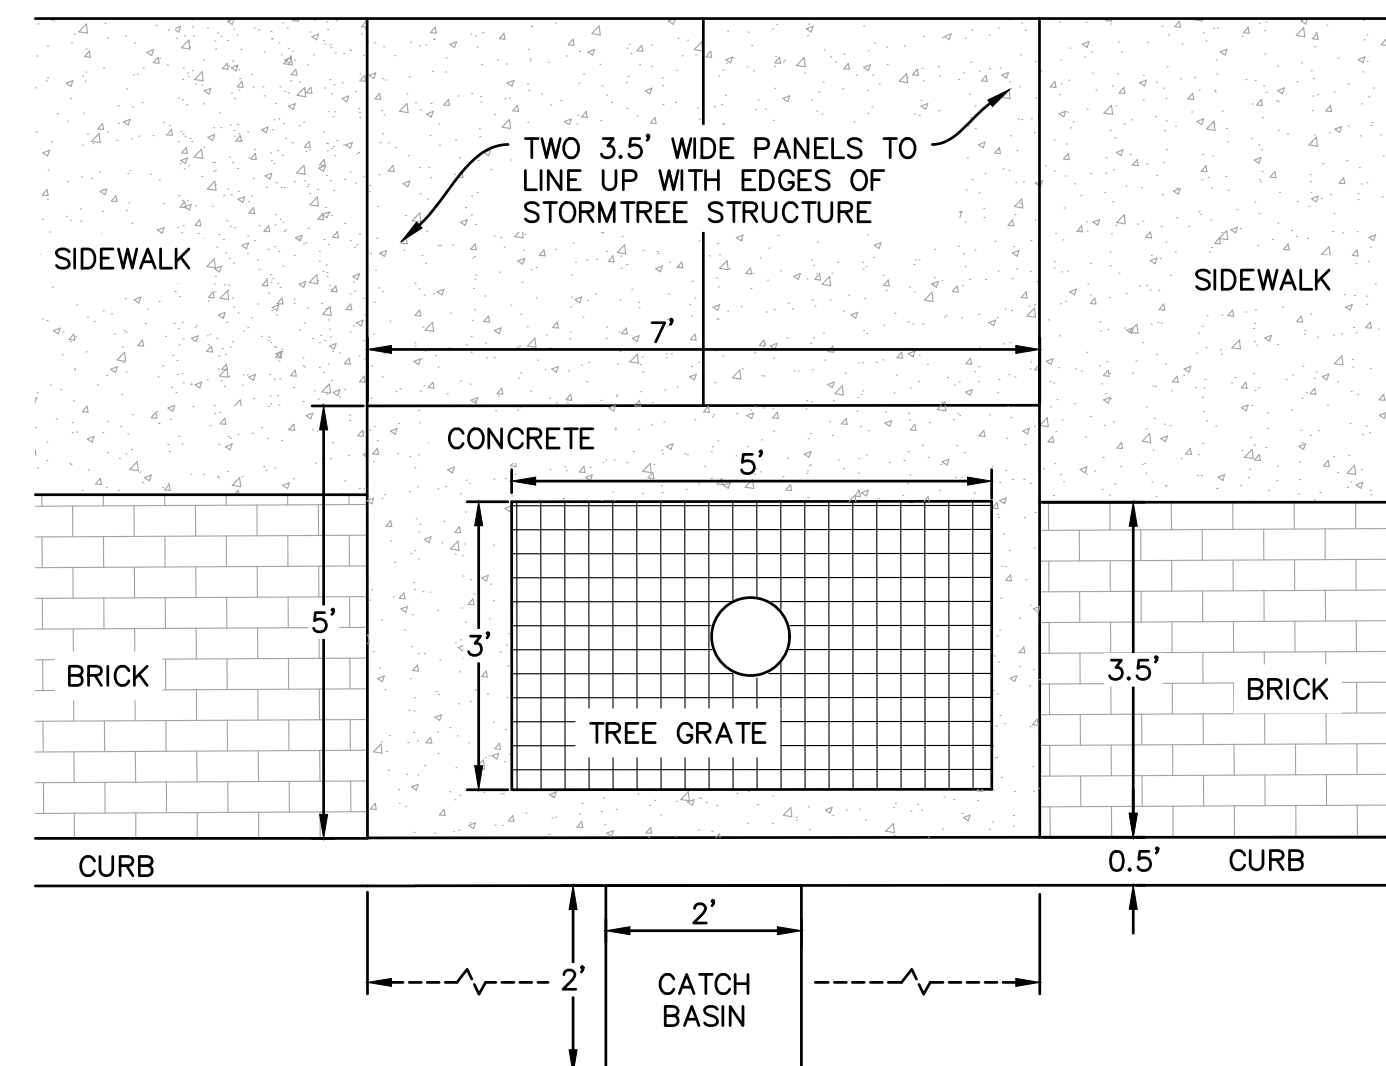 TWO 3.5' WIDE PANELS TO
LINE UP WITH EDGES OF
STORMTREE STRUCTURE
SIDEWALK
SIDEWALK
7'
CONCRETE
5'
5'
3'
3.5'
BRICK
BRICK
TREE GRATE
CURB
0.5'
CURB
2'
2'
CATCH
BASIN